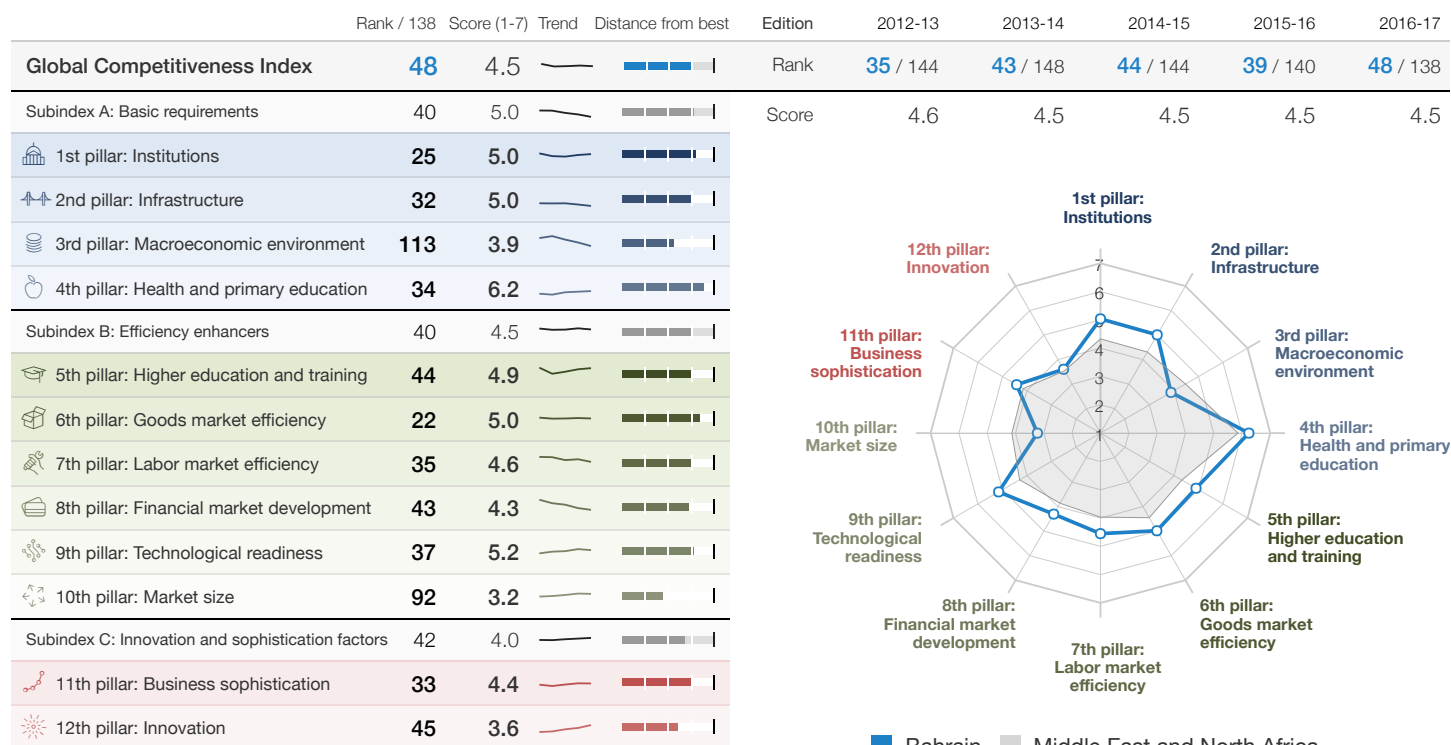 Rank / 138 Score (1-7) Trend Distance from best
Global Competitiveness Index 48 4.5
Subindex A: Basic requirements 40 5.0
1st pillar: Institutions 25 5.0
2nd pillar: Infrastructure 32 5.0
3rd pillar: Macroeconomic environment 113 3.9
4th pillar: Health and primary education 34 6.2
Subindex B: Efficiency enhancers 40 4.5
5th pillar: Higher education and training 44 4.9
6th pillar: Goods market efficiency 22 5.0
7th pillar: Labor market efficiency 35 4.6
8th pillar: Financial market development 43 4.3
9th pillar: Technological readiness 37 5.2
10th pillar: Market size 92 3.2
Subindex C: Innovation and sophistication factors 42 4.0
11th pillar: Business sophistication 33 4.4
12th pillar: Innovation 45 3.6
Edition 2012-13 2013-14 2014-15 2015-16 2016-17
Rank 35 / 144 43 / 148 44 / 144 39 / 140 48 / 138
Score 4.6 4.5 4.5 4.5 4.5
1st pillar:
Institutions
2nd pillar:
Infrastructure
3rd pillar:
Macroeconomic
environment
4th pillar:
Health and primary
education
5th pillar:
Higher education
and training
6th pillar:
Goods market
efficiency
7th pillar:
Labor market
efficiency
8th pillar:
Financial market
development
9th pillar:
Technological
readiness
10th pillar:
Market size
11th pillar:
Business
sophistication
12th pillar:
Innovation
7
6
5
4
3
2
1
Bahrain Middle East and North Africa